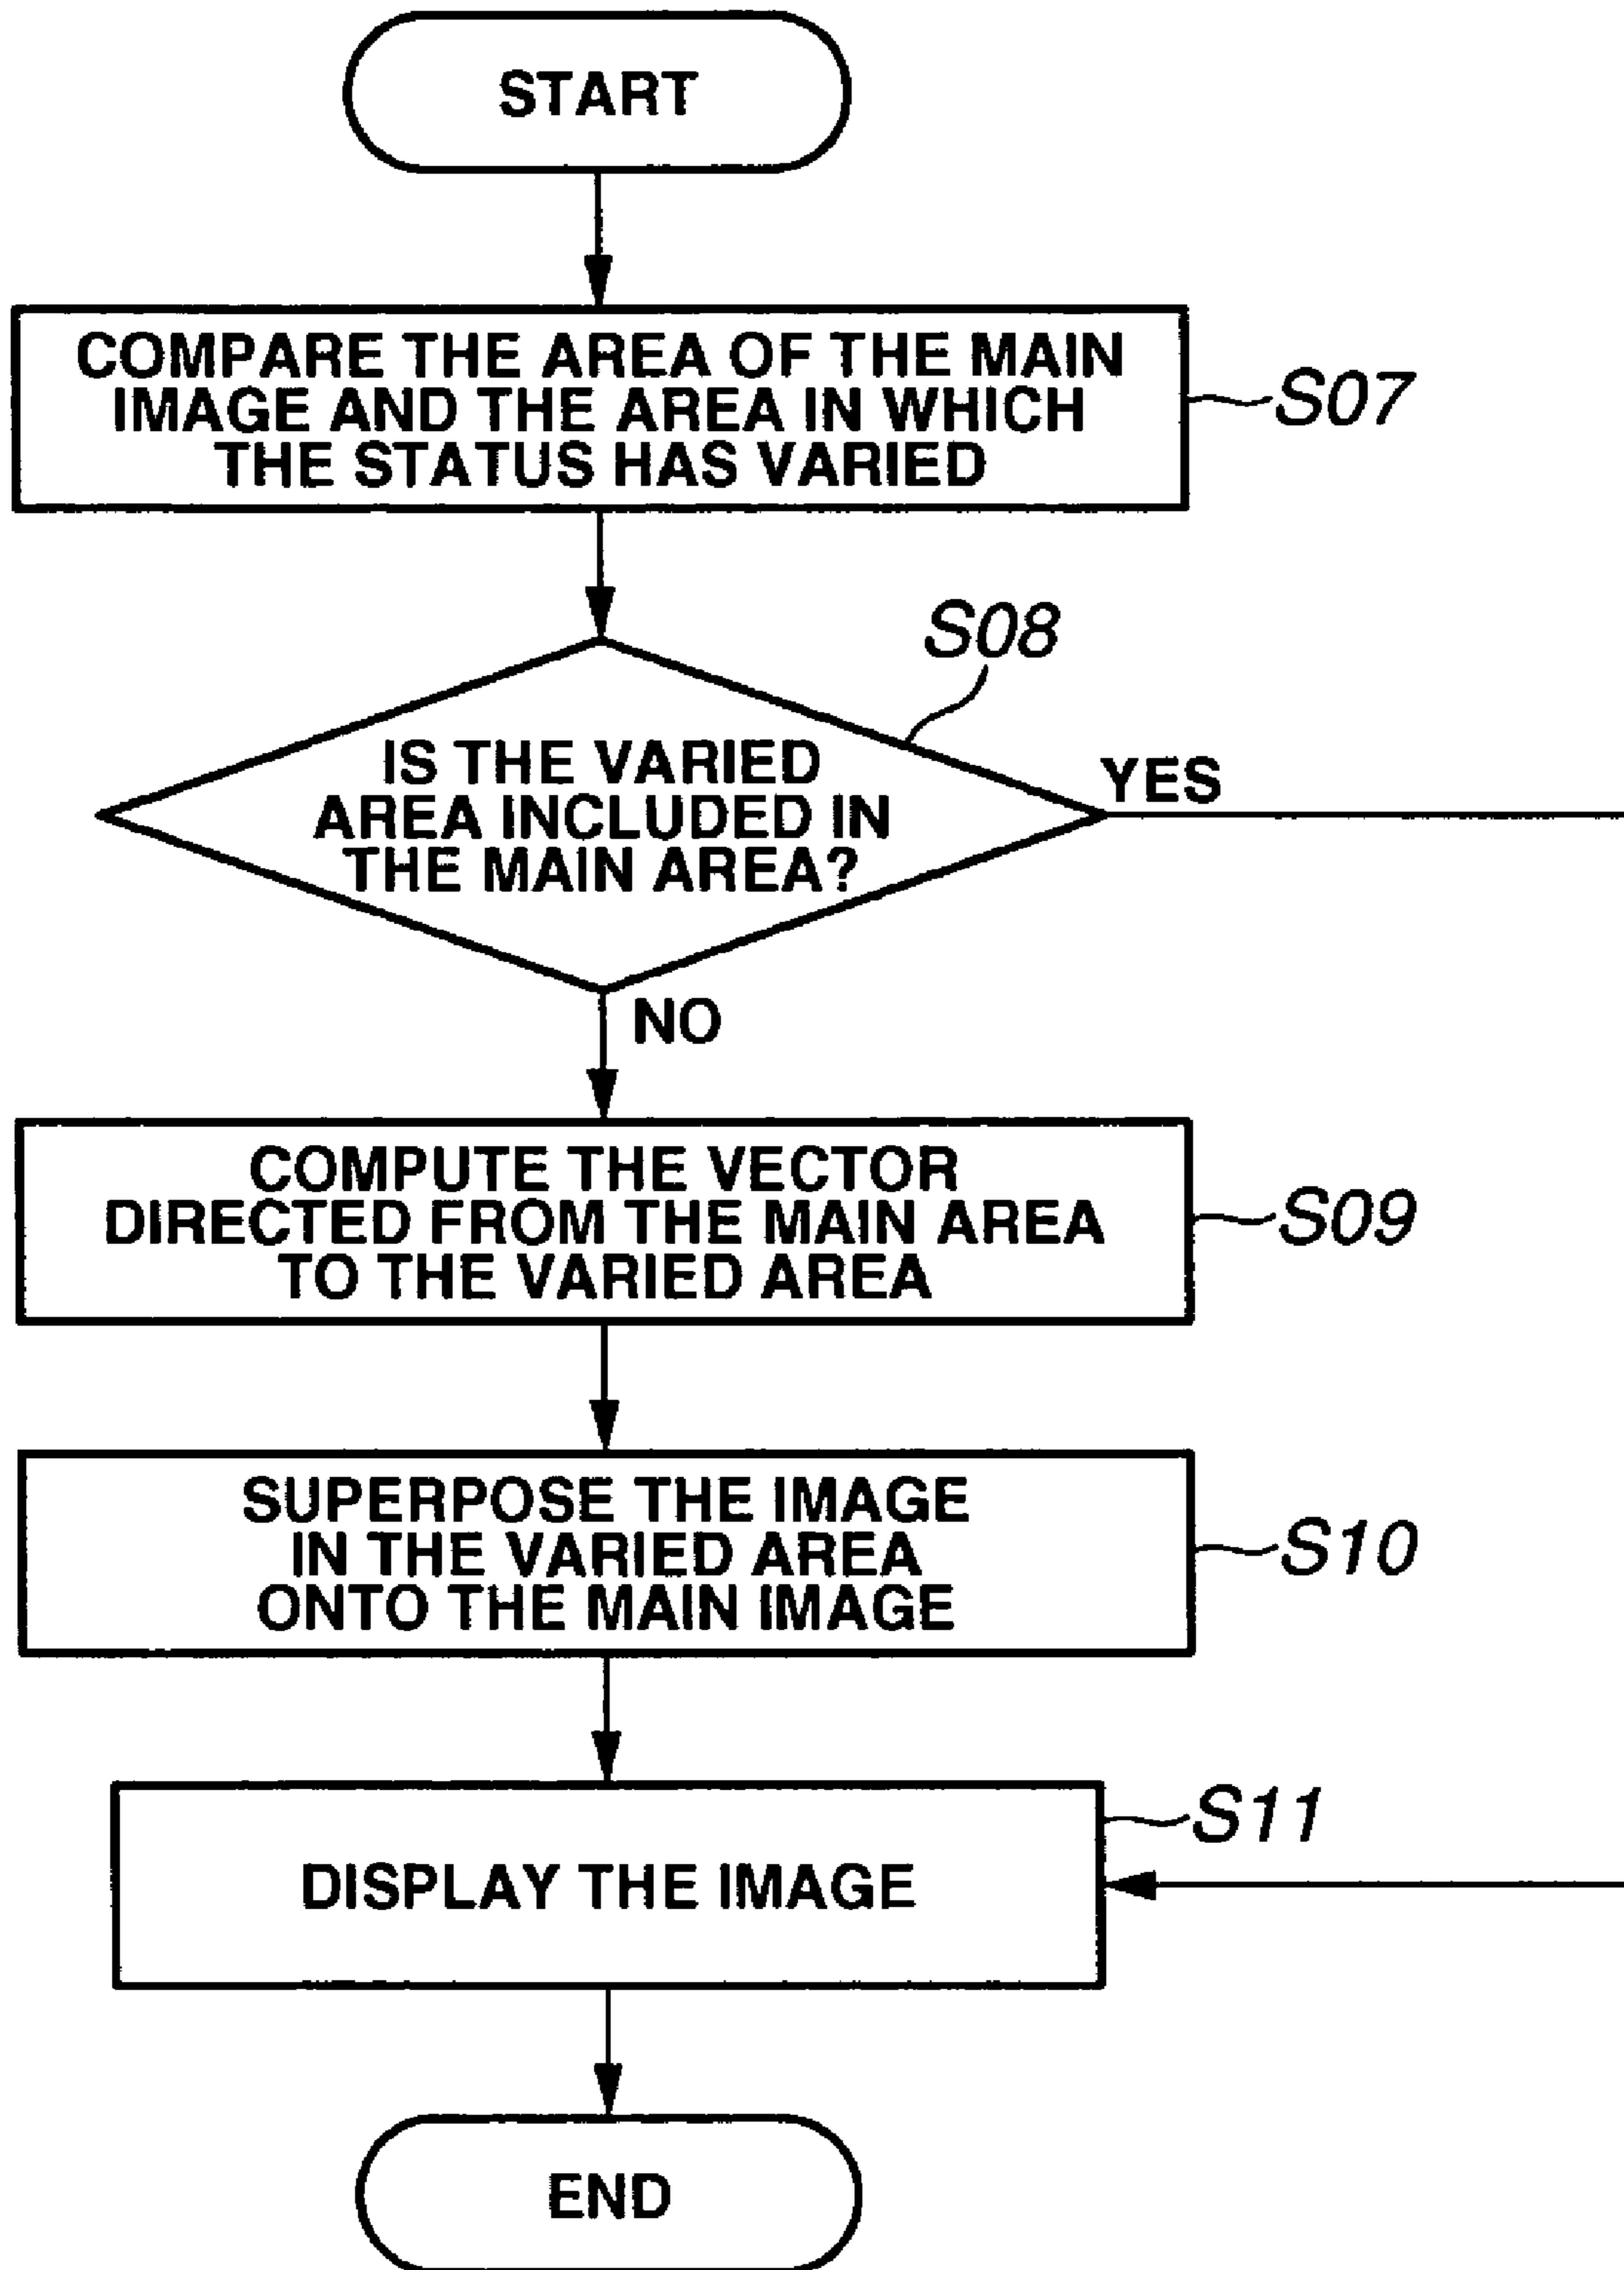 START
COMPARE THE AREA OF THE MAIN
IMAGE AND THE AREA IN WHICH
THE STATUS HAS VARIED
S07
S08
IS THE VARIED
AREA INCLUDED IN
THE MAIN AREA?
YES
NO
COMPUTE THE VECTOR
DIRECTED FROM THE MAIN AREA
TO THE VARIED AREA
S09
SUPERPOSE THE IMAGE
IN THE VARIED AREA
ONTO THE MAIN IMAGE
S10
S11
DISPLAY THE IMAGE
END